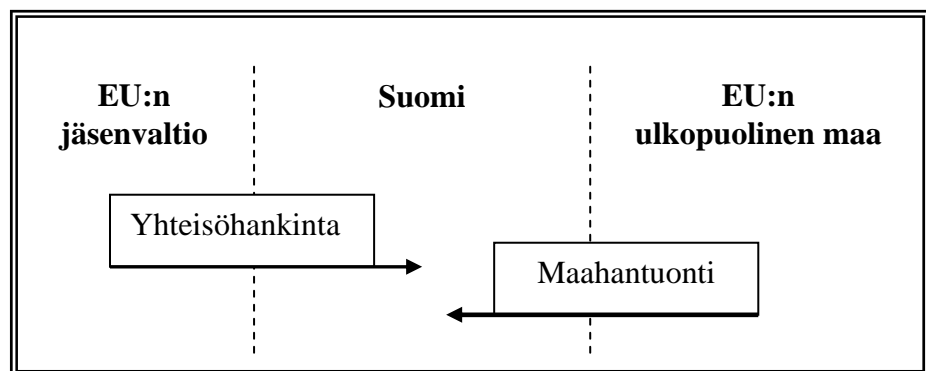 EU:n
jäsenvaltio
Suomi
EU:n
ulkopuolinen maa
Yhteisöhankinta
Maahantuonti